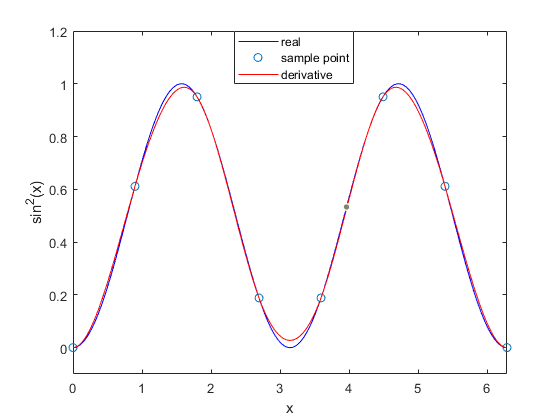 real
sample point
derivative
1.2
1
0.8
0.6
0.4
0.2
0
sin²(x)
0 1 2 3 4 5 6
x